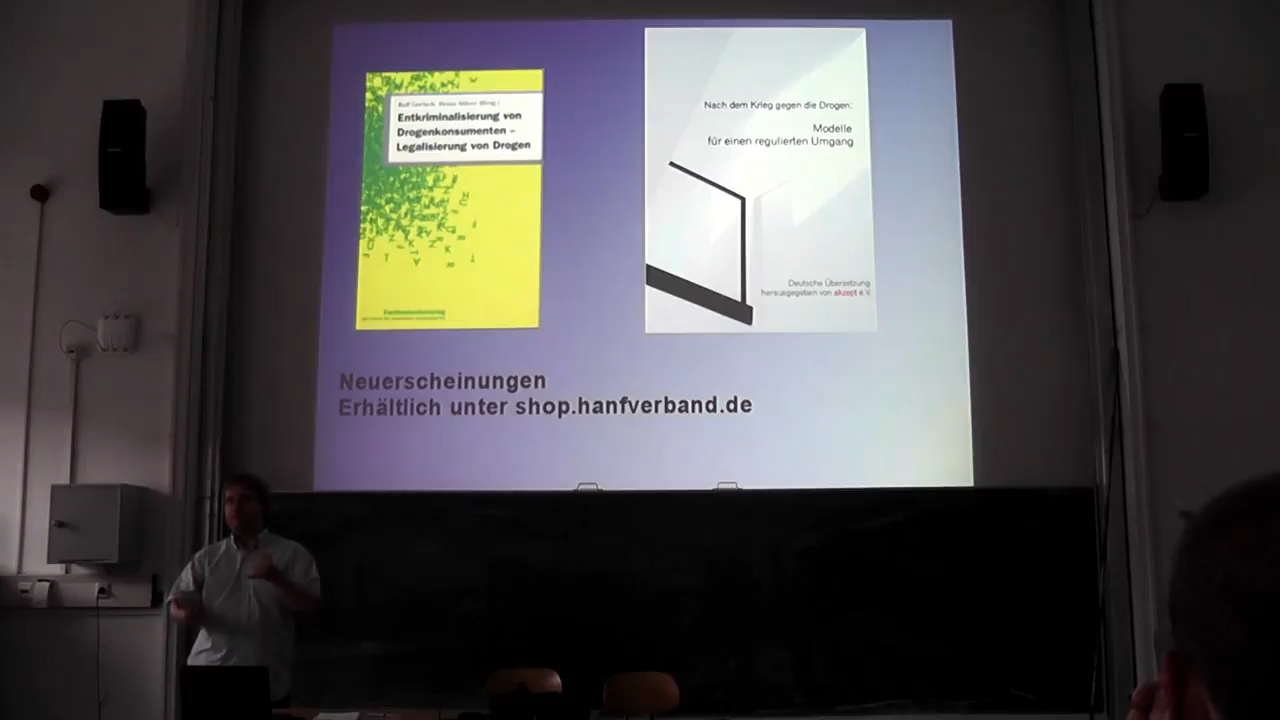 Entkriminalisierung von
Drogenkonsumenten –
Legalisierung von Drogen
Nach dem Krieg gegen die Drogen:
Modelle
für einen regulierten Umgang
Deutsche Übersetzung
herausgegeben von akzept e.V.
Neuerscheinungen
Erhältlich unter shop.hanfverband.de